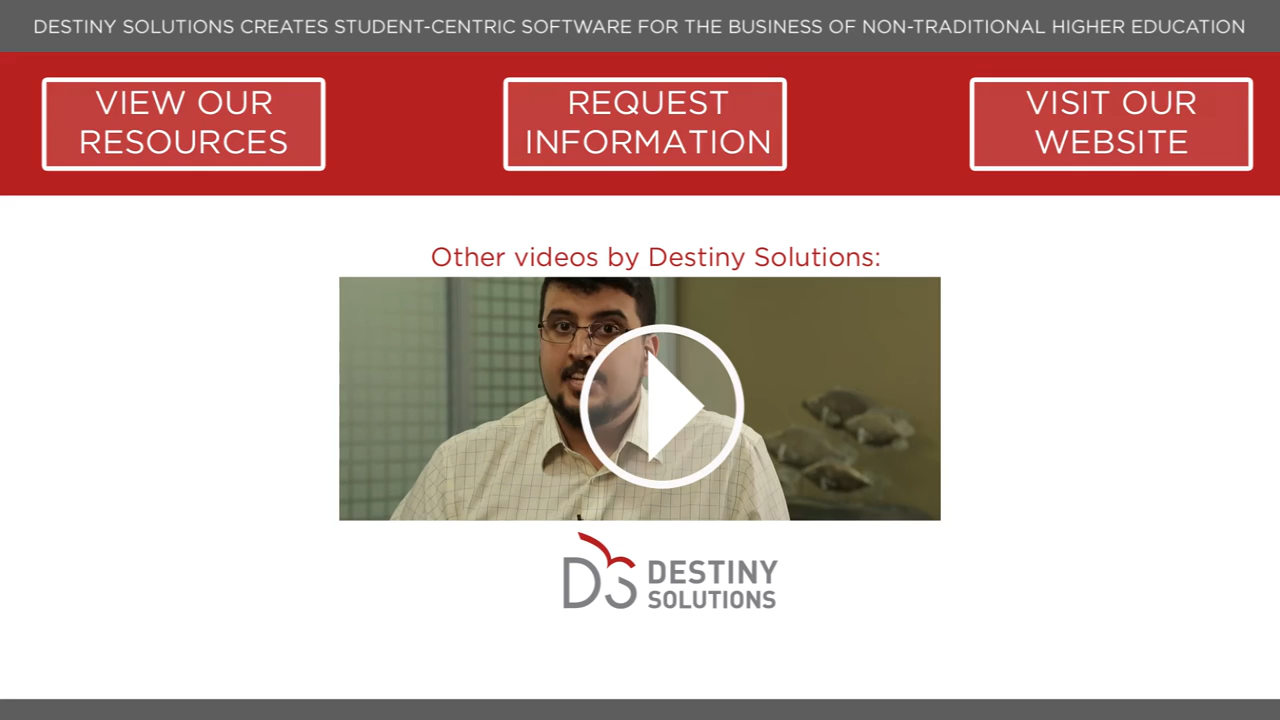 DESTINY SOLUTIONS CREATES STUDENT-CENTRIC SOFTWARE FOR THE BUSINESS OF NON-TRADITIONAL HIGHER EDUCATION
VIEW OUR
RESOURCES
REQUEST
INFORMATION
VISIT OUR
WEBSITE
Other videos by Destiny Solutions:
DS
DESTINY
SOLUTIONS